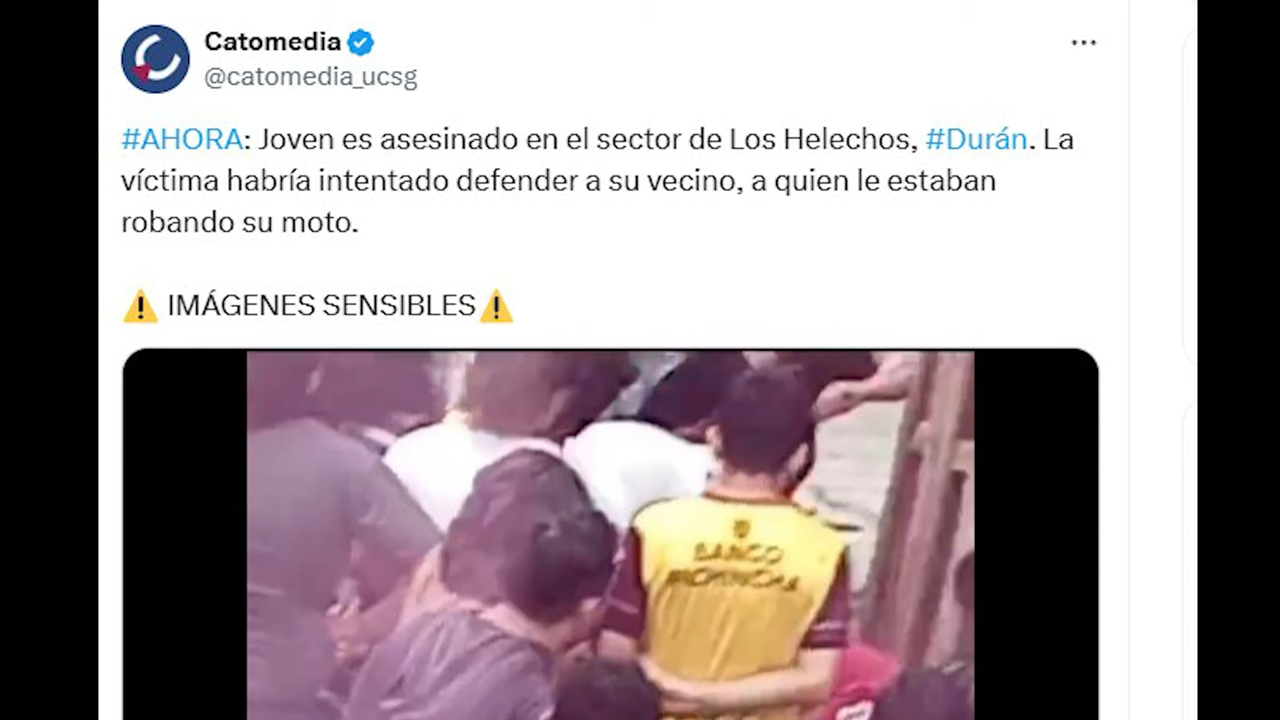 Catomedia
@catomedia_ucsg
#AHORA: Joven es asesinado en el sector de Los Helechos, #Durán. La
víctima habría intentado defender a su vecino, a quien le estaban
robando su moto.
⚠️ IMÁGENES SENSIBLES⚠️
BANCO
PICHINCHA